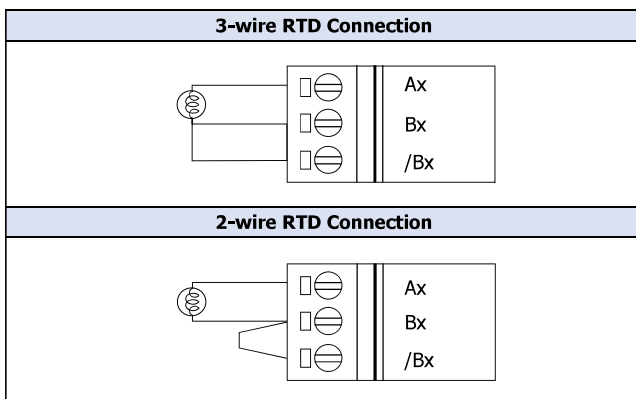 3-wire RTD Connection
Ax
Bx
/Bx
2-wire RTD Connection
Ax
Bx
/Bx